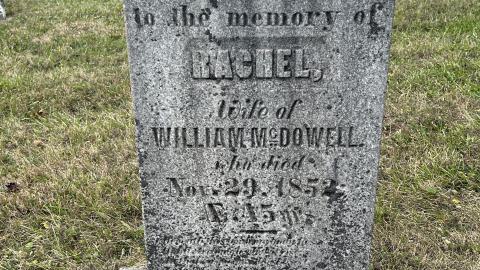 to the memory of
RACHEL,
Wife of
WILLIAM McDOWELL.
who died
Nov. 29. 1852
Æ. 45 yrs